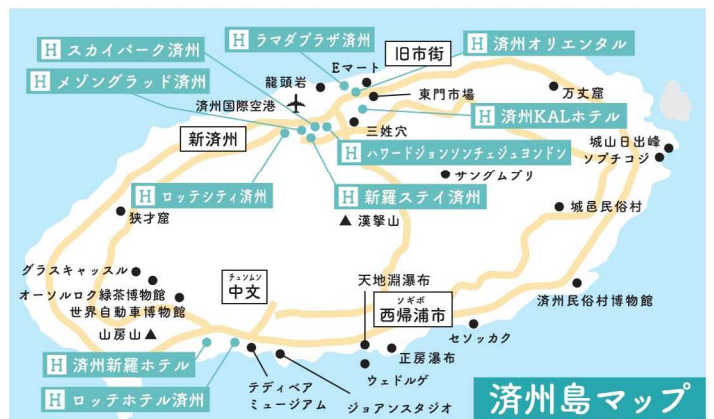 H スカイパーク済州
H ラマダプラザ済州
旧市街
H 済州オリエンタル
H メゾングラッド済州
龍頭岩
Eマート
東門市場
万丈窟
済州国際空港
H 済州KALホテル
新済州
三姓穴
城山日出峰
ソプチコジ
H ハワードジョンソンチェジュヨンドン
サングムブリ
H ロッテシティ済州
H 新羅ステイ済州
狭才窟
漢拏山
城邑民俗村
グラスキャッスル
オーソルロク緑茶博物館
世界自動車博物館
山房山
チュンムン
中文
天地淵瀑布
ソギポ
西帰浦市
済州民俗村博物館
セソッカク
正房瀑布
ウェドルゲ
H 済州新羅ホテル
H ロッテホテル済州
テディベア
ミュージアム
ジョアンスタジオ
済州島マップ